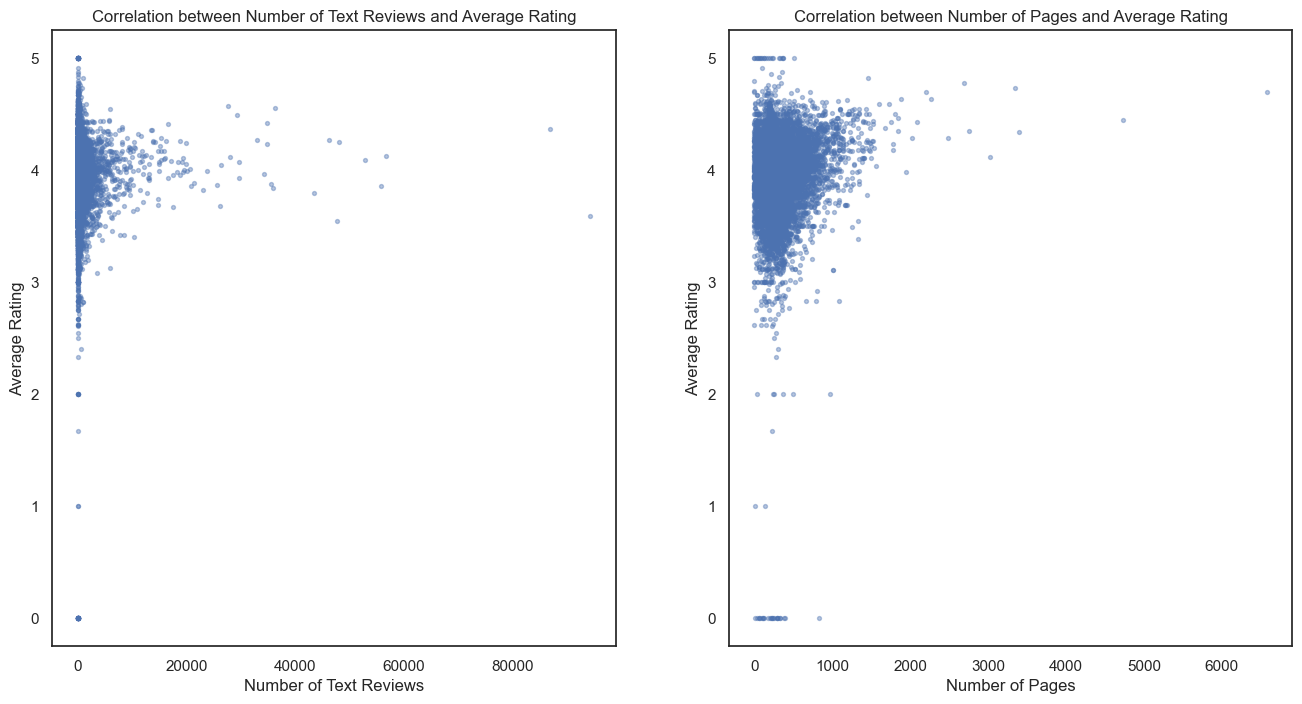 Correlation between Number of Text Reviews and Average Rating
5
4
3
2
1
0
Average Rating
0 20000 40000 60000 80000
Number of Text Reviews
Correlation between Number of Pages and Average Rating
5
4
3
2
1
0
Average Rating
0 1000 2000 3000 4000 5000 6000
Number of Pages